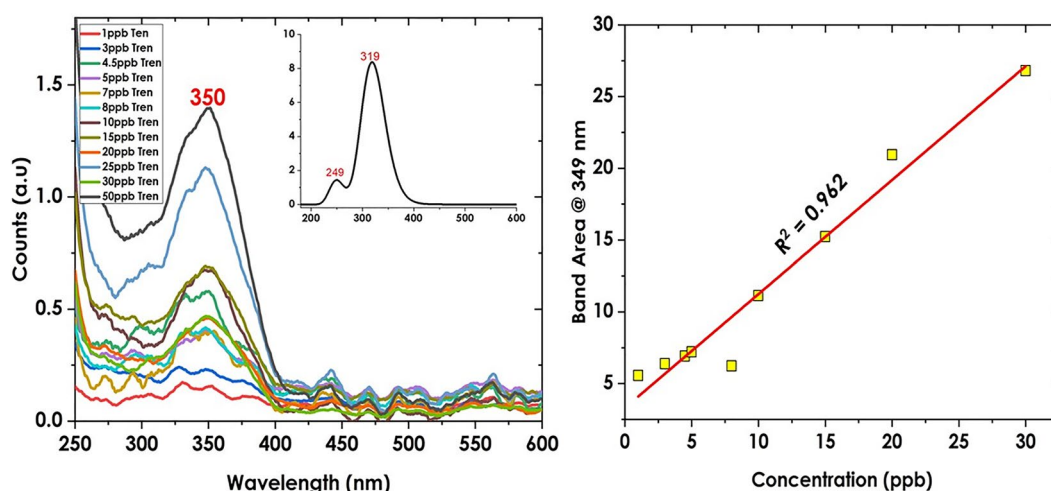 1ppb Tren
3ppb Tren
4.5ppb Tren
5ppb Tren
7ppb Tren
8ppb Tren
10ppb Tren
15ppb Tren
20ppb Tren
25ppb Tren
30ppb Tren
50ppb Tren
350
Counts (a.u)
1.5
1.0
0.5
0.0
250 300 350 400 450 500 550 600
Wavelength (nm)
10
8
6
4
2
0
249
319
200 300 400 500 600
Band Area @ 349 nm
30
25
20
15
10
5
R² = 0.962
0 5 10 15 20 25 30
Concentration (ppb)